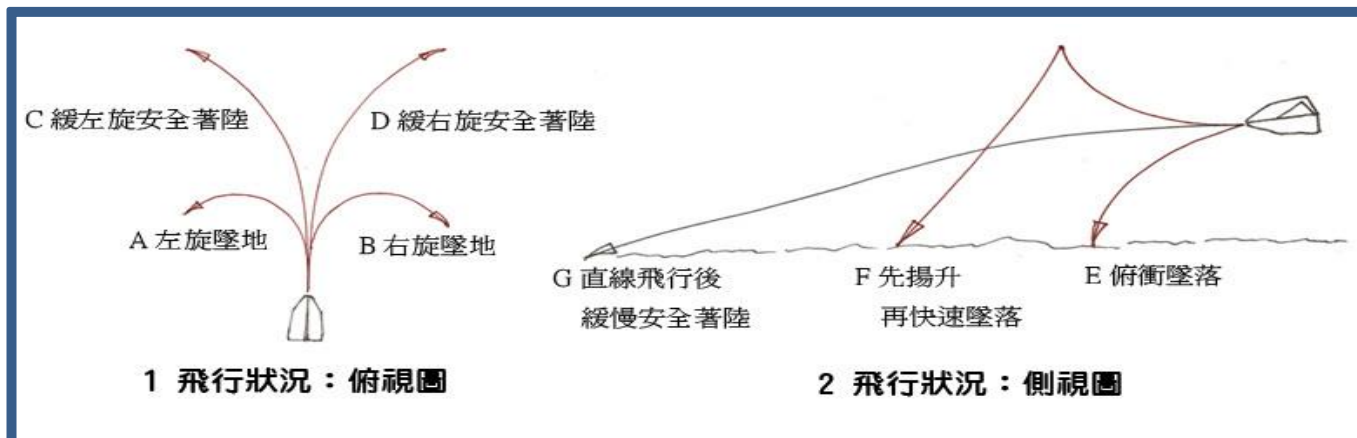 C 緩左旋安全著陸
D 緩右旋安全著陸
A 左旋墜地
B 右旋墜地
1 飛行狀況：俯視圖
G 直線飛行後
緩慢安全著陸
F 先揚升
再快速墜落
E 俯衝墜落
2 飛行狀況：側視圖